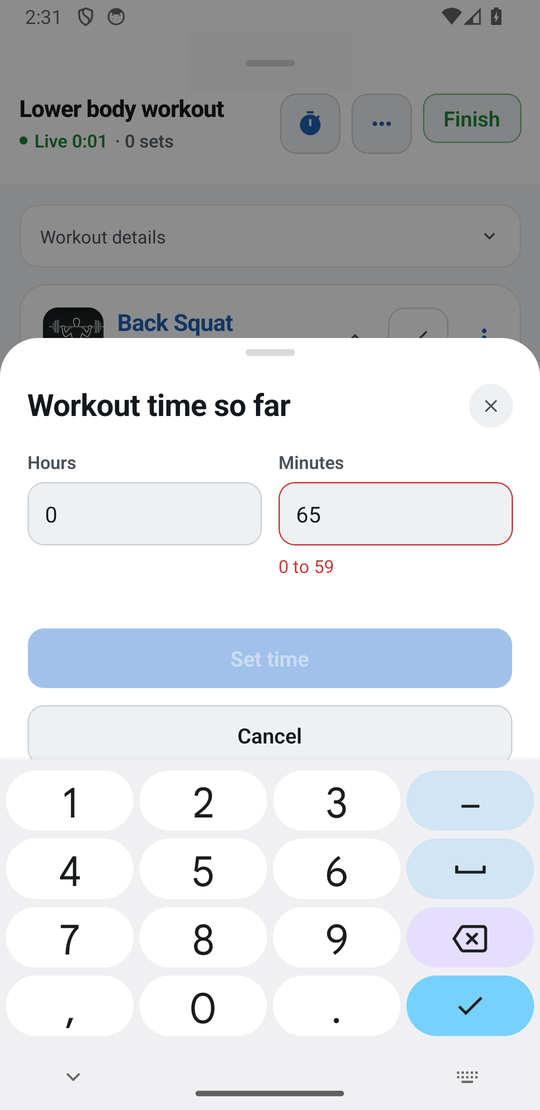 2:31
Lower body workout
Live 0:01 · 0 sets
Finish
Workout details
Back Squat
Workout time so far
Hours
Minutes
0
65
0 to 59
Set time
Cancel
1 2 3 –
4 5 6
7 8 9
, 0 .